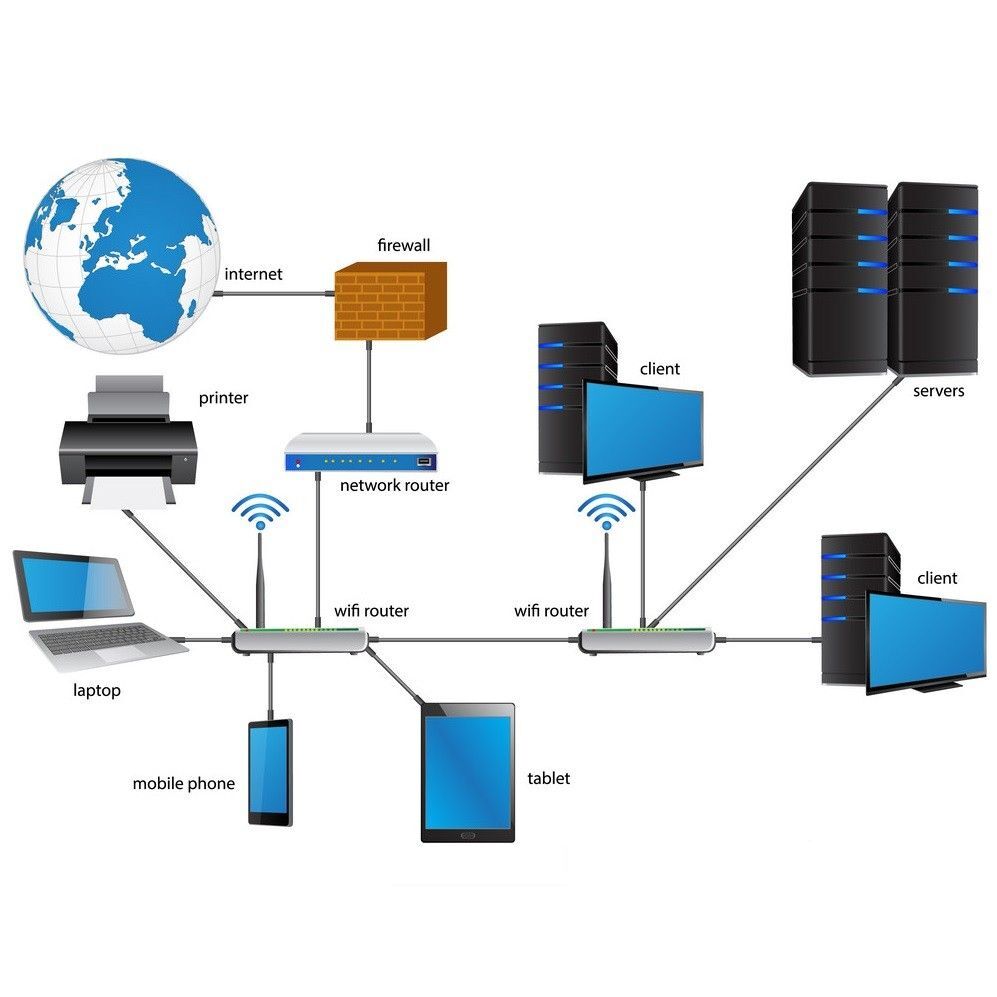 internet
firewall
printer
network router
client
servers
wifi router
wifi router
client
laptop
mobile phone
tablet